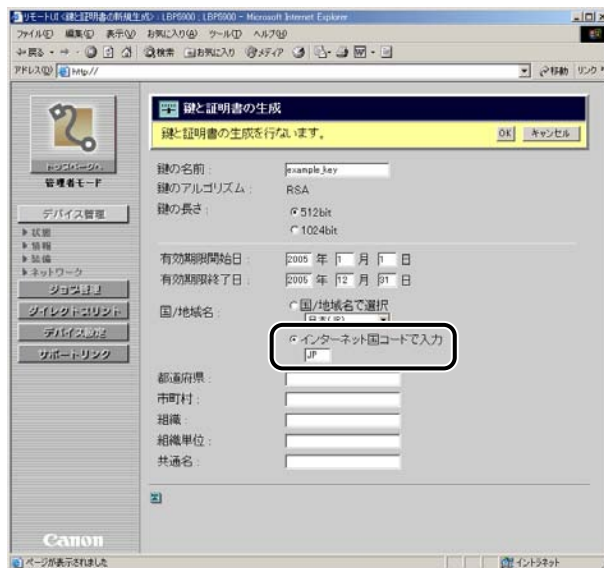 リモートUI <鍵と証明書の新規生成> : LBP5900 ; LBP5900 - Microsoft Internet Explorer
ファイル(F) 編集(E) 表示(V) お気に入り(A) ツール(T) ヘルプ(H)
戻る 検索 お気に入り メディア
アドレス(D) http:// 移動 リンク
トップページへ
管理者モード
デバイス管理
状態
情報
装備
ネットワーク
ジョブ管理
ダイレクトプリント
デバイス設定
サポートリンク
Canon
鍵と証明書の生成
鍵と証明書の生成を行ないます。 OK キャンセル
鍵の名前 : example_key
鍵のアルゴリズム : RSA
鍵の長さ : 512bit
1024bit
有効期限開始日 : 2005 年 1 月 1 日
有効期限終了日 : 2005 年 12 月 31 日
国/地域名 : 国/地域名で選択
日本(JP)
インターネット国コードで入力
JP
都道府県 :
市町村 :
組織 :
組織単位 :
共通名 :
ページが表示されました イントラネット